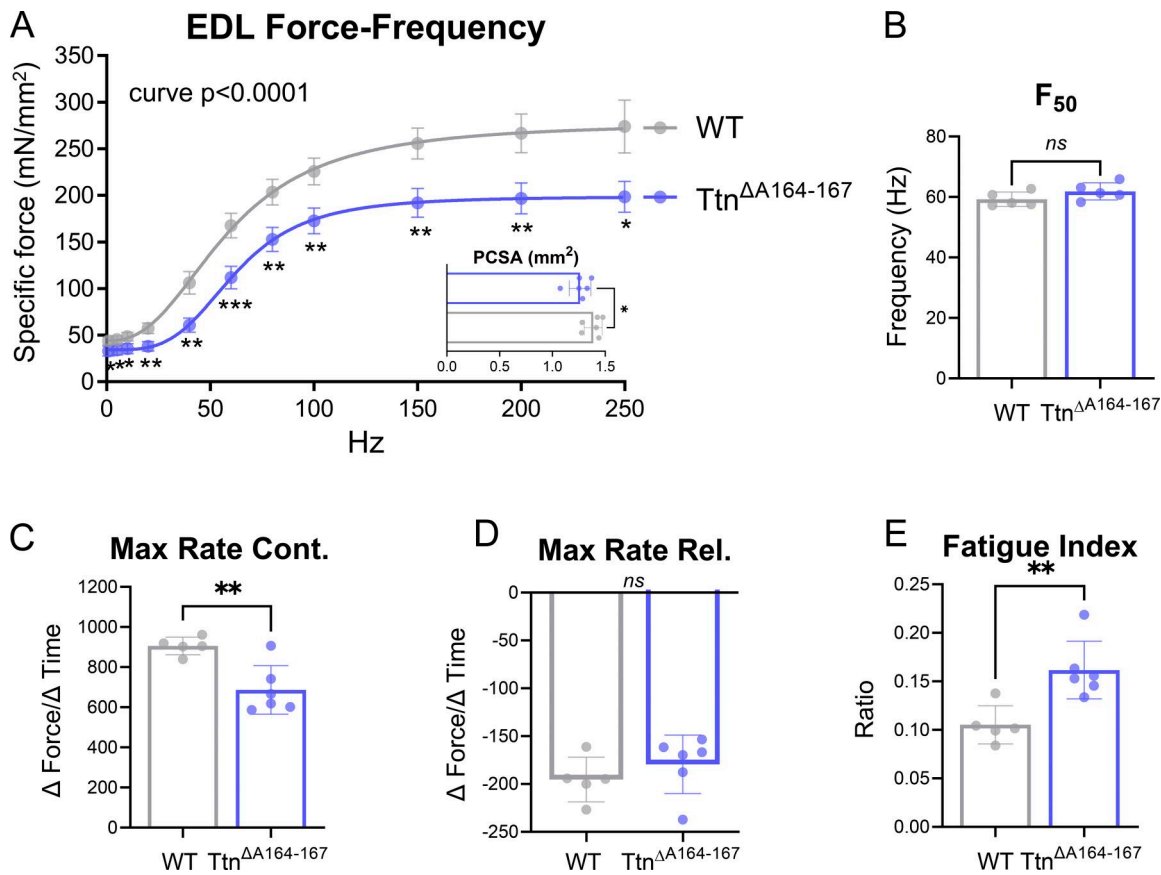 A
EDL Force-Frequency
350
300
250
200
150
100
50
0
Specific force (mN/mm²)
curve p<0.0001
WT
Ttn^ΔA164-167
** ** ** ** *** ** ** ** ** *
PCSA (mm²)
*
0.0 0.5 1.0 1.5
0 50 100 150 200 250
Hz
B
F₅₀
80
60
40
20
0
Frequency (Hz)
ns
WT Ttn^ΔA164-167
C
Max Rate Cont.
1200
1000
800
600
400
200
0
Δ Force/Δ Time
**
WT Ttn^ΔA164-167
D
Max Rate Rel.
0
-50
-100
-150
-200
-250
Δ Force/Δ Time
ns
WT Ttn^ΔA164-167
E
Fatigue Index
0.25
0.20
0.15
0.10
0.05
0.00
Ratio
**
WT Ttn^ΔA164-167